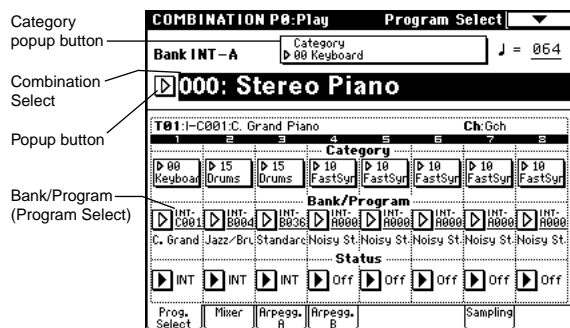 Category
popup button
Combination
Select
Popup button
Bank/Program
(Program Select)
COMBINATION P0:Play Program Select
Bank INT-A
Category
00 Keyboard
♩ = 064
000: Stereo Piano
T01:I-C001:C. Grand Piano Ch:Gch
1 2 3 4 5 6 7 8
Category
00 15 15 10 10 10 10 10
Keyboar Drums Drums FastSyn FastSyn FastSyn FastSyn FastSyn
Bank/Program
INT- INT- INT- INT- INT- INT- INT- INT-
C001 B004 B036 A000 A000 A000 A000 A000
C. Grand Jazz/Bru Standard Noisy St. Noisy St. Noisy St. Noisy St. Noisy St.
Status
INT INT INT Off Off Off Off Off
Prog. Select Mixer Arpegg. A Arpegg. B Sampling